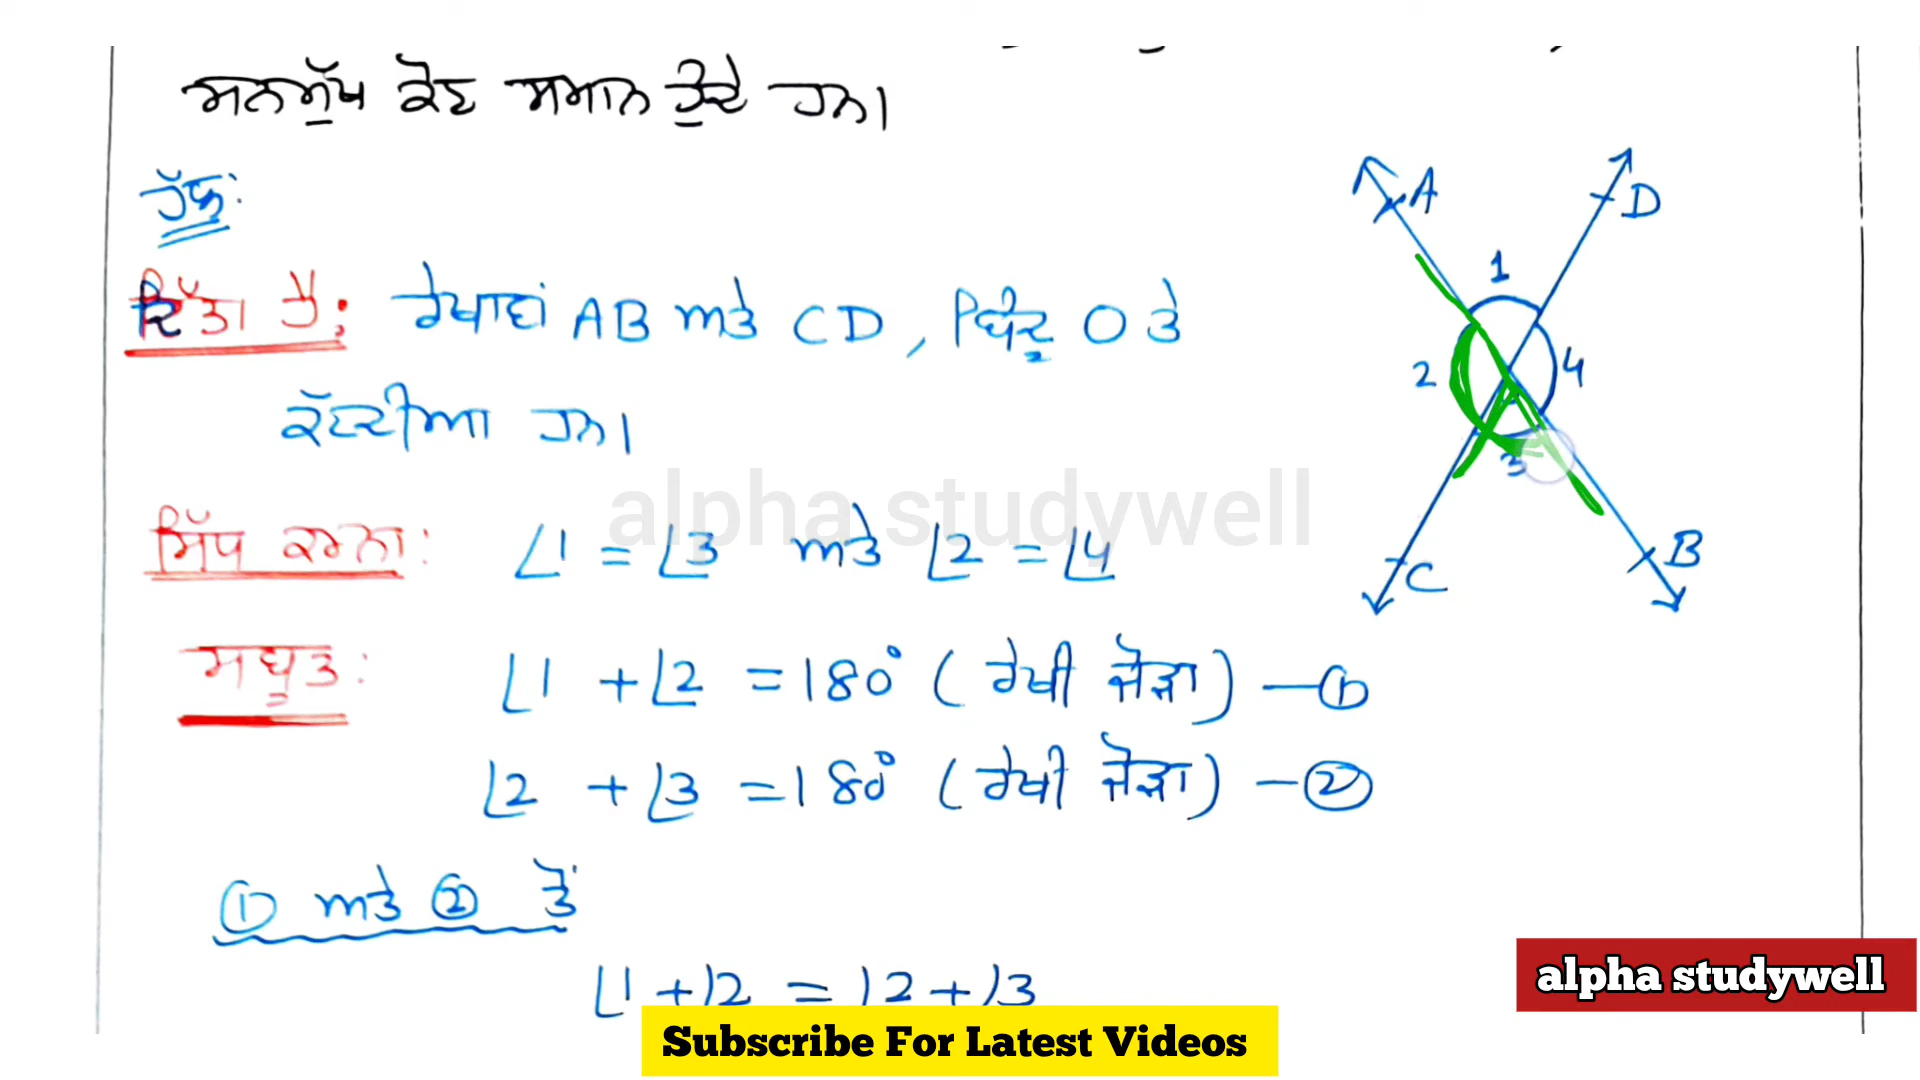 ਸਨਮੁੱਖ ਕੋਣ ਸਮਾਨ ਹੁੰਦੇ ਹਨ।
ਹੱਲ:
ਦਿੱਤਾ ਹੈ: ਰੇਖਾਵਾਂ AB ਅਤੇ CD, ਬਿੰਦੂ O ਤੇ
ਕੱਟਦੀਆ ਹਨ।
ਸਿੱਧ ਕਰਨਾ: ∠1 = ∠3 ਅਤੇ ∠2 = ∠4
ਸਬੂਤ: ∠1 + ∠2 = 180° (ਰੇਖੀ ਜੋੜਾ) — ①
∠2 + ∠3 = 180° (ਰੇਖੀ ਜੋੜਾ) — ②
① ਅਤੇ ② ਤੋਂ
∠1 + ∠2 = ∠2 + ∠3
A
D
1
2
4
3
C
B
alpha studywell
alpha studywell
Subscribe For Latest Videos